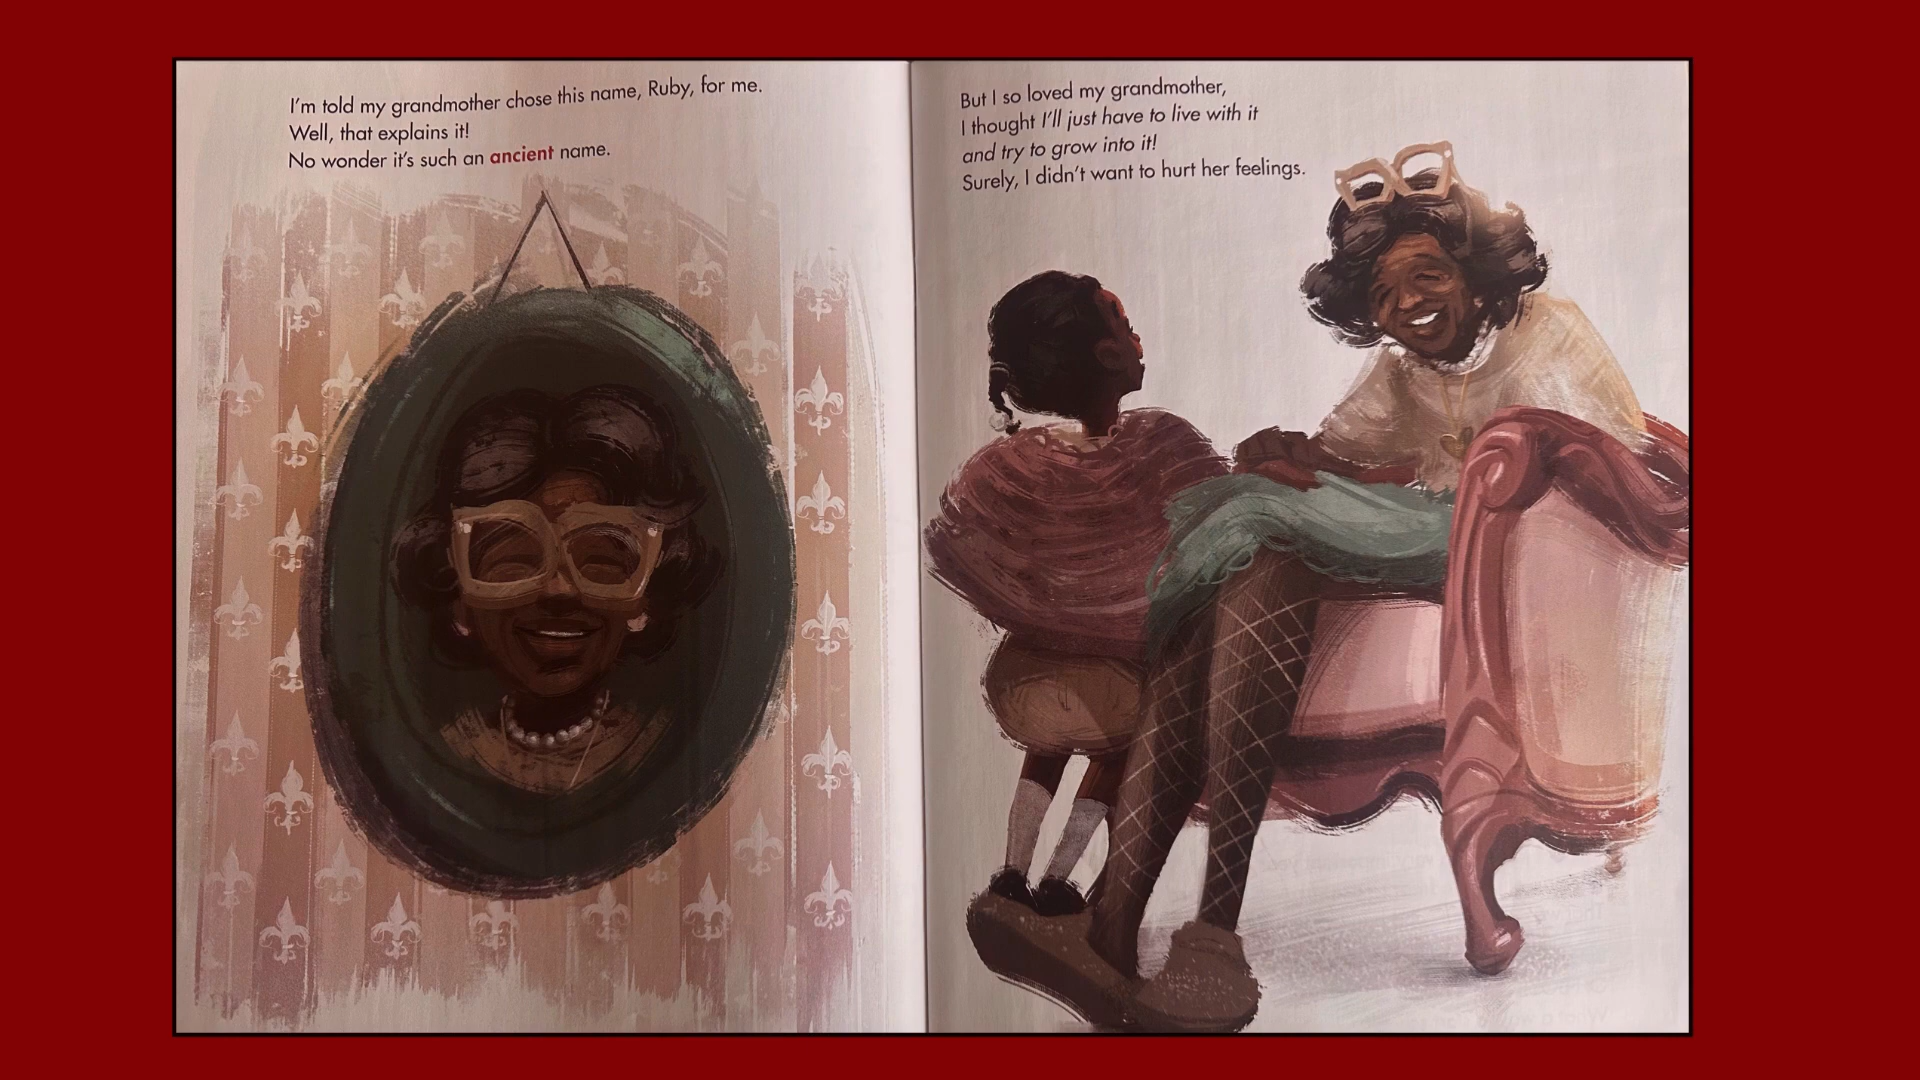 I'm told my grandmother chose this name, Ruby, for me.
Well, that explains it!
No wonder it's such an ancient name.
But I so loved my grandmother,
I thought I'll just have to live with it
and try to grow into it!
Surely, I didn't want to hurt her feelings.